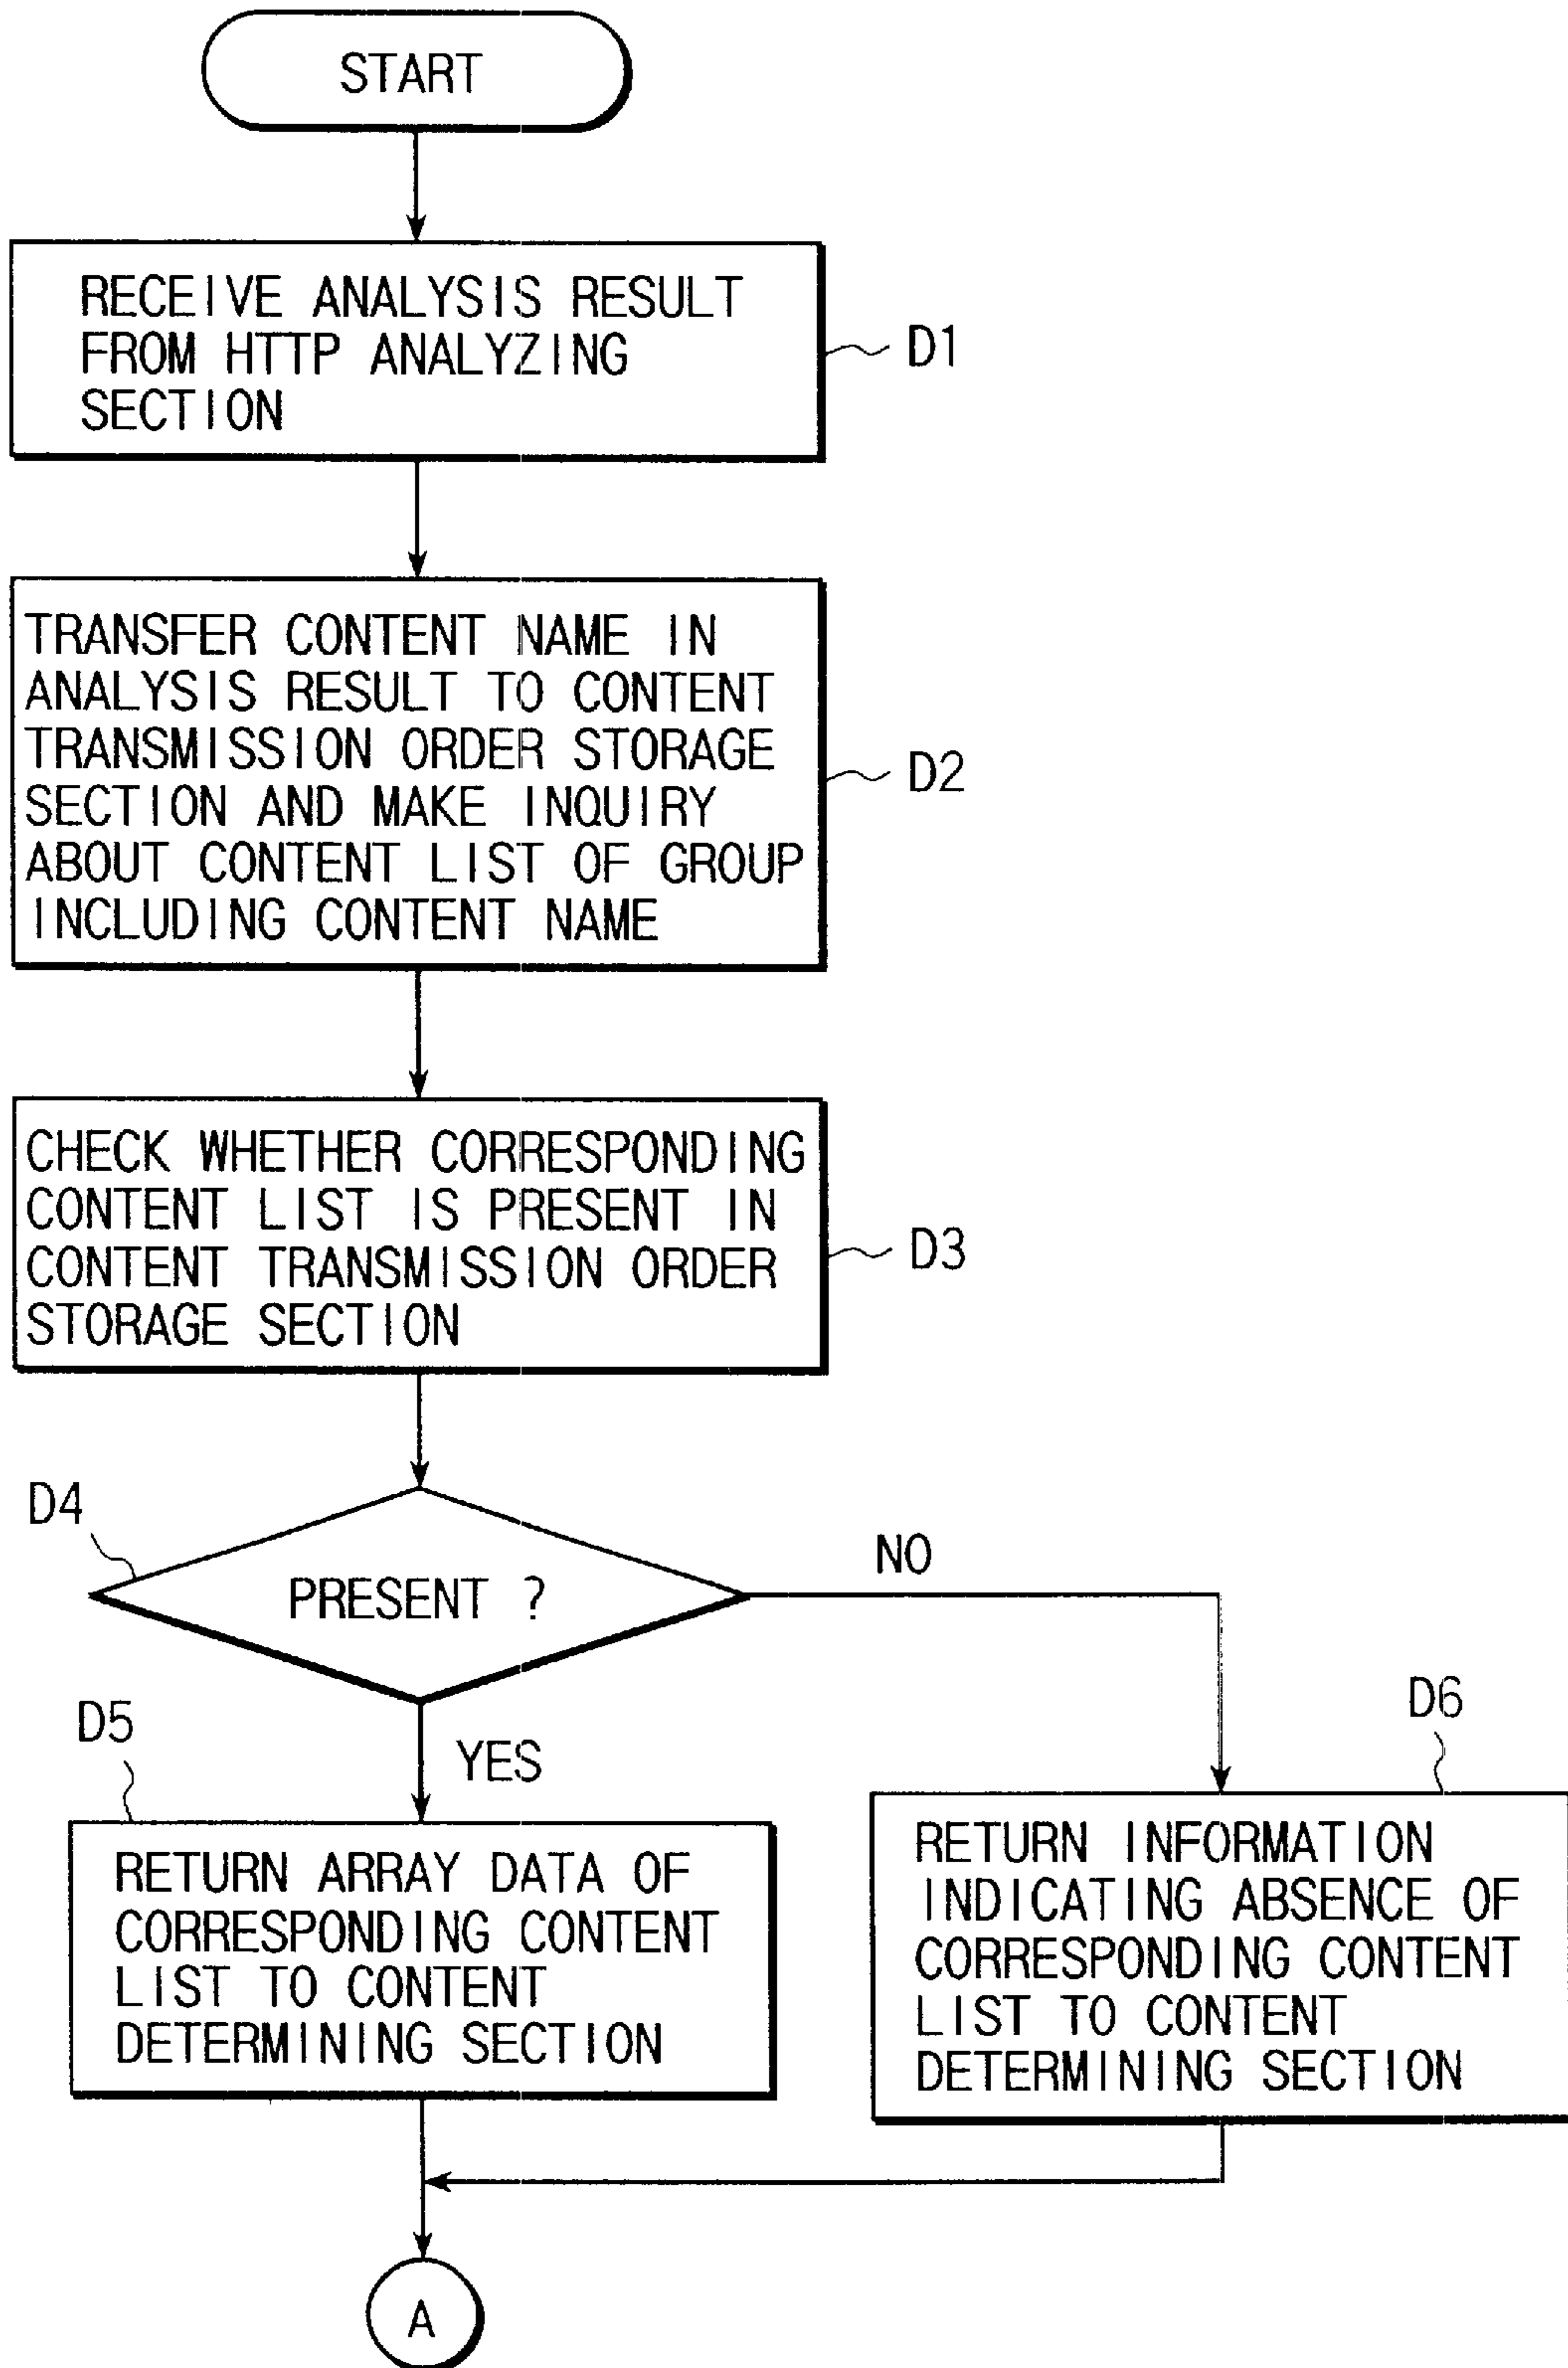 START
RECEIVE ANALYSIS RESULT
FROM HTTP ANALYZING
SECTION
D1
TRANSFER CONTENT NAME IN
ANALYSIS RESULT TO CONTENT
TRANSMISSION ORDER STORAGE
SECTION AND MAKE INQUIRY
ABOUT CONTENT LIST OF GROUP
INCLUDING CONTENT NAME
D2
CHECK WHETHER CORRESPONDING
CONTENT LIST IS PRESENT IN
CONTENT TRANSMISSION ORDER
STORAGE SECTION
D3
D4
PRESENT ?
NO
YES
D5
RETURN ARRAY DATA OF
CORRESPONDING CONTENT
LIST TO CONTENT
DETERMINING SECTION
D6
RETURN INFORMATION
INDICATING ABSENCE OF
CORRESPONDING CONTENT
LIST TO CONTENT
DETERMINING SECTION
A